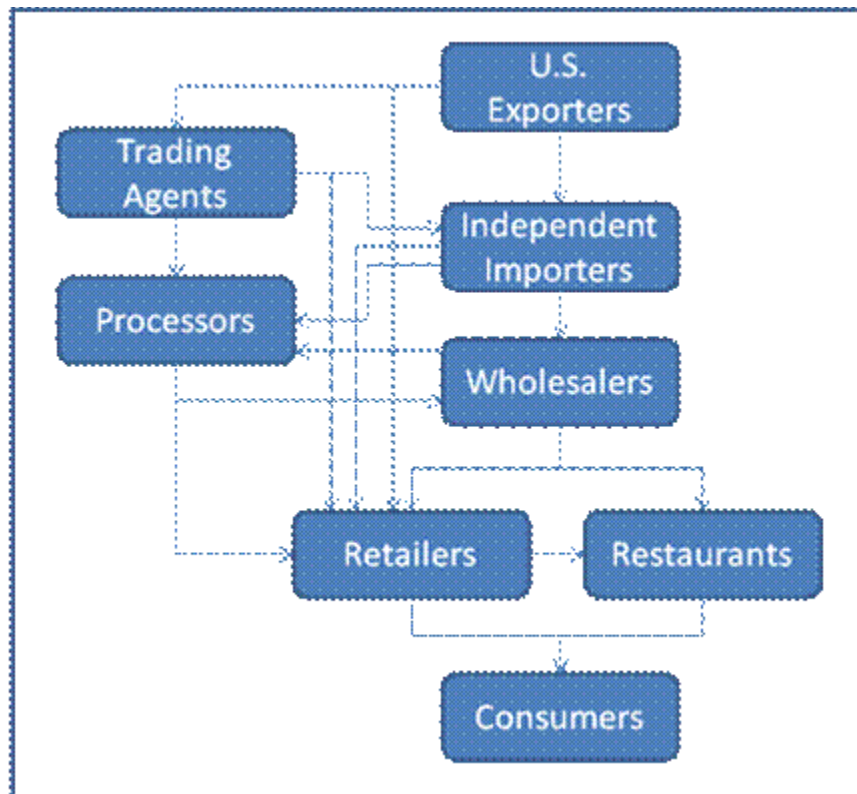 U.S.
Exporters
Trading
Agents
Independent
Importers
Processors
Wholesalers
Retailers
Restaurants
Consumers